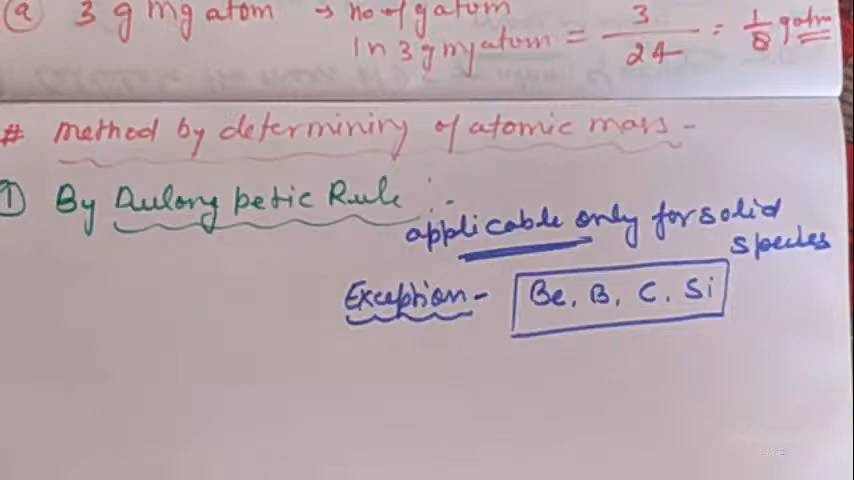 (a) 3 g mg atom → no of g atom
In 3 g mg atom = 3/24 = 1/8 g atm
# Method by determining of atomic mass -
① By Dulong petic Rule :-
applicable only for solid
species
Exception - Be, B, C, Si